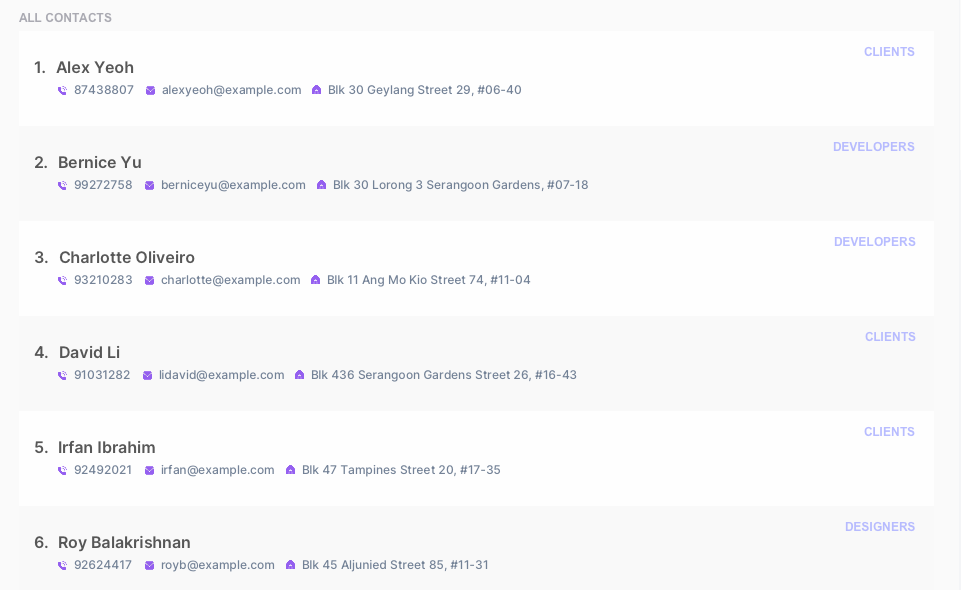 ALL CONTACTS
CLIENTS
1. Alex Yeoh
87438807 alexyeoh@example.com Blk 30 Geylang Street 29, #06-40
DEVELOPERS
2. Bernice Yu
99272758 berniceyu@example.com Blk 30 Lorong 3 Serangoon Gardens, #07-18
DEVELOPERS
3. Charlotte Oliveiro
93210283 charlotte@example.com Blk 11 Ang Mo Kio Street 74, #11-04
CLIENTS
4. David Li
91031282 lidavid@example.com Blk 436 Serangoon Gardens Street 26, #16-43
CLIENTS
5. Irfan Ibrahim
92492021 irfan@example.com Blk 47 Tampines Street 20, #17-35
DESIGNERS
6. Roy Balakrishnan
92624417 royb@example.com Blk 45 Aljunied Street 85, #11-31